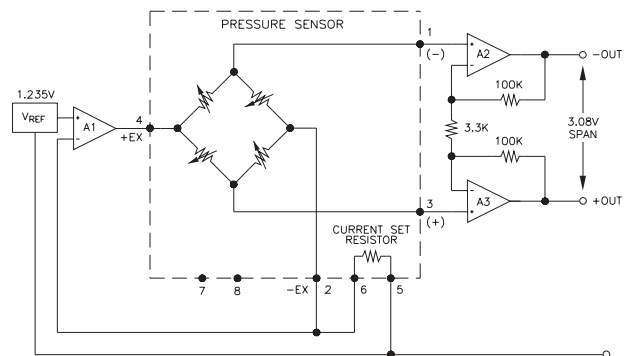 PRESSURE SENSOR
1
(-)
A2
-OUT
1.235V
VREF
A1
4
+EX
100K
3.3K
3.08V
SPAN
100K
3
(+)
A3
+OUT
CURRENT SET
RESISTOR
7
8
-EX
2
6
5